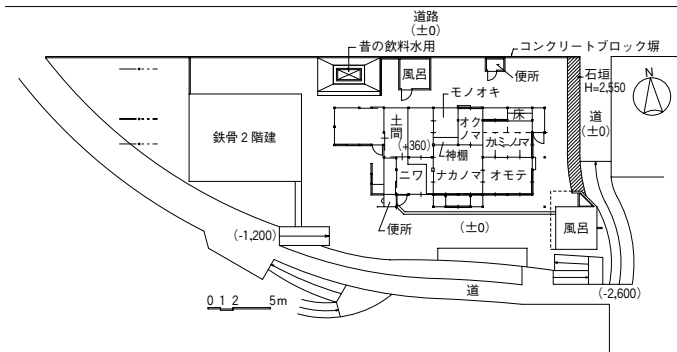 道路
(±0)
昔の飲料水用
コンクリートブロック塀
風呂
便所
石垣
H=2,550
道
(±0)
N
モノオキ
床
鉄骨2階建
土間
オクノマ
(+360)
カミノマ
神棚
ニワ
ナカノマ
オモテ
便所
(±0)
風呂
(-1,200)
(-2,600)
道
0 1 2 5m